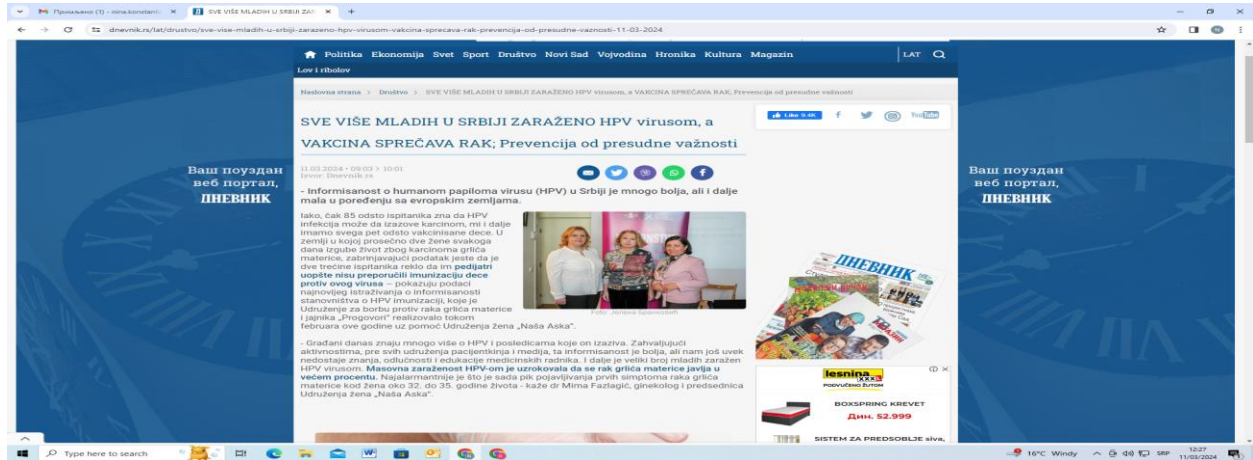 SVE VIŠE MLADIH U SRBIJI ZAR
dnevnik.rs/lat/drustvo/sve-vise-mladih-u-srbiji-zarazeno-hpv-virusom-vakcina-sprecava-rak-prevencija-od-presudne-vaznosti-11-03-2024
Politika Ekonomija Svet Sport Društvo Novi Sad Vojvodina Hronika Kultura Magazin LAT
Lov i ribolov
Naslovna strana > Društvo > SVE VIŠE MLADIH U SRBIJI ZARAŽENO HPV virusom, a VAKCINA SPREČAVA RAK; Prevencija od presudne važnosti
SVE VIŠE MLADIH U SRBIJI ZARAŽENO HPV virusom, a
VAKCINA SPREČAVA RAK; Prevencija od presudne važnosti
11.03.2024 • 09:03 > 10:01
Izvor: Dnevnik.rs
- Informisanost o humanom papiloma virusu (HPV) u Srbiji je mnogo bolja, ali i dalje
mala u poređenju sa evropskim zemljama.
Iako, čak 85 odsto ispitanika zna da HPV
infekcija može da izazove karcinom, mi i dalje
imamo svega pet odsto vakcinisane dece. U
zemlji u kojoj prosečno dve žene svakoga
dana izgube život zbog karcinoma grlića
materice, zabrinjavajući podatak jeste da je
dve trećine ispitanika reklo da im pedijatri
uopšte nisu preporučili imunizaciju dece
protiv ovog virusa – pokazuju podaci
najnovijeg istraživanja o informisanosti
stanovništva o HPV imunizaciji, koje je
Udruženje za borbu protiv raka grlića materice
i jajnika „Progovori" realizovalo tokom
februara ove godine uz pomoć Udruženja žena „Naša Aska".
- Građani danas znaju mnogo više o HPV i posledicama koje on izaziva. Zahvaljujući
aktivnostima, pre svih udruženja pacijentkinja i medija, ta informisanost je bolja, ali nam još uvek
nedostaje znanja, odlučnosti i edukacije medicinskih radnika. I dalje je veliki broj mladih zaražen
HPV virusom. Masovna zaraženost HPV-om je uzrokovala da se rak grlića materice javlja u
većem procentu. Najalarmantnije je što je sada pik pojavljivanja prvih simptoma raka grlića
materice kod žena oko 32. do 35. godine života - kaže dr Mima Fazlagić, ginekolog i predsednica
Udruženja žena „Naša Aska".
Like 9.4K
YouTube
Ваш поуздан
веб портал,
ДНЕВНИК
Ваш поуздан
веб портал,
ДНЕВНИК
ДНЕВНИК
lesnina
XXXL
PODVUČENO ŽUTOM
BOXSPRING KREVET
Дин. 52.999
SISTEM ZA PREDSOBLJE siva,
Type here to search
16°C Windy
SRP
12:27
11/03/2024